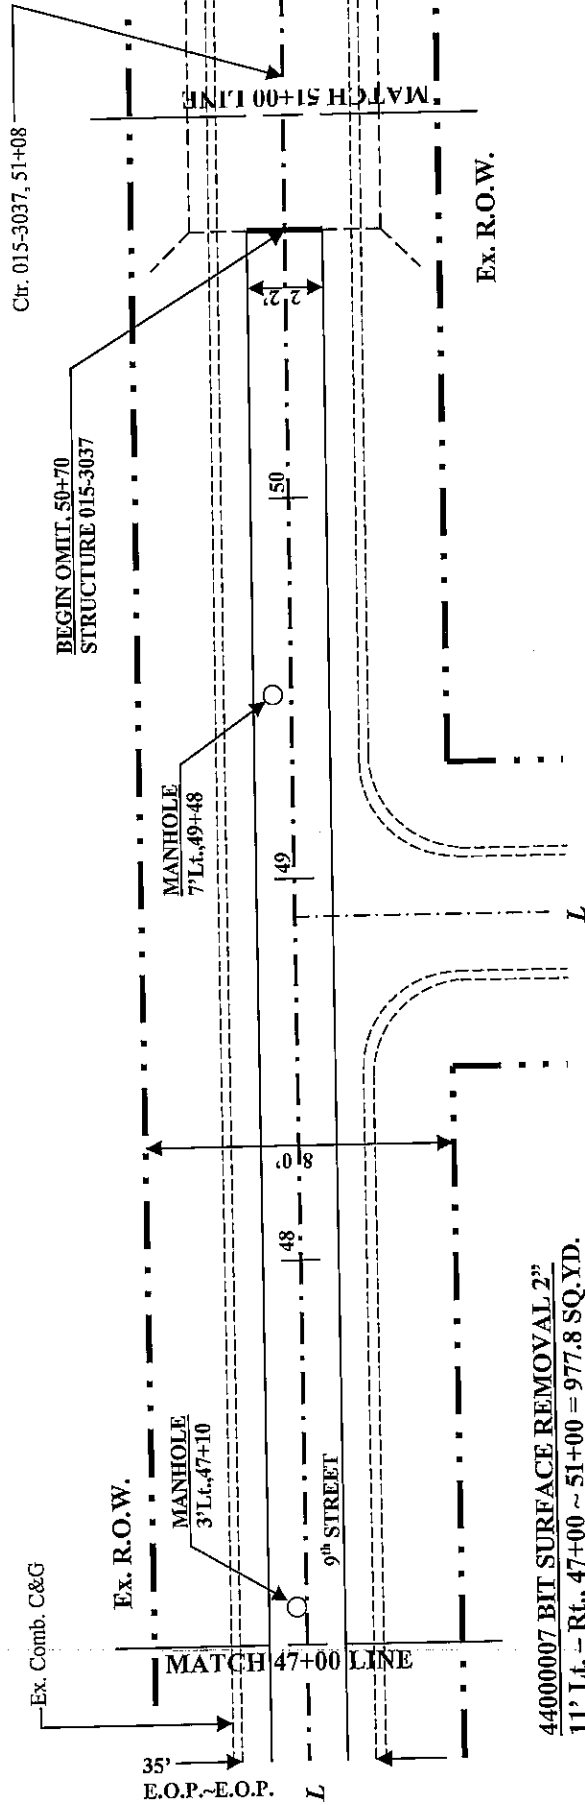 Ctr. 015-3037, 51+08
BEGIN OMIT, 50+70
STRUCTURE 015-3037
MATCH 51+00 LINE
Ex. R.O.W.
2 2'
50
MANHOLE
7'Lt.,49+48
49
L
8 0'
48
MANHOLE
3'Lt.,47+10
9th STREET
Ex. R.O.W.
Ex. Comb. C&G
MATCH 47+00 LINE
35'
E.O.P.~E.O.P.
L
44000007 BIT SURFACE REMOVAL 2”
11' Lt. – Rt., 47+00 ~ 51+00 = 977.8 SQ.YD.